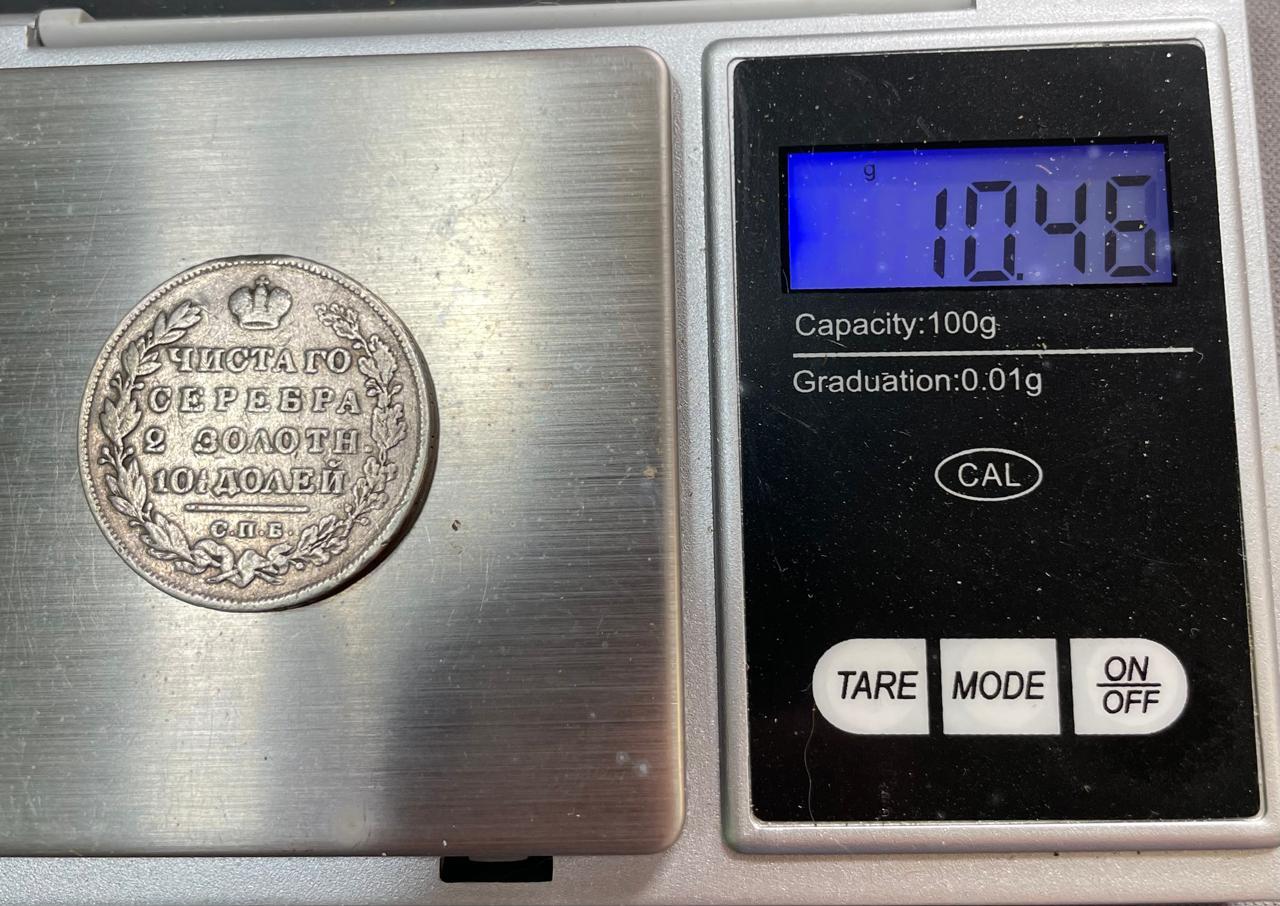 ЧИСТАГО
СЕРЕБРА
2 ЗОЛОТН.
10½ ДОЛЕЙ
С.П.Б
g
10.46
Capacity:100g
Graduation:0.01g
CAL
TARE
MODE
ON
OFF